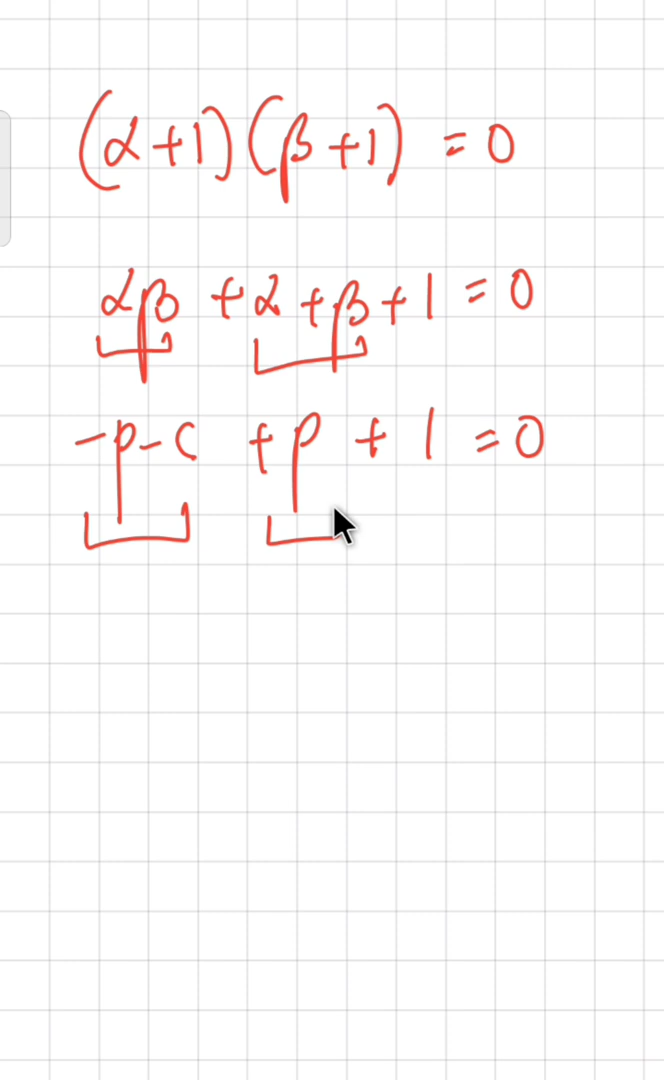 (α+1)(β+1) = 0
αβ + α + β + 1 = 0
-p-c + p + 1 = 0